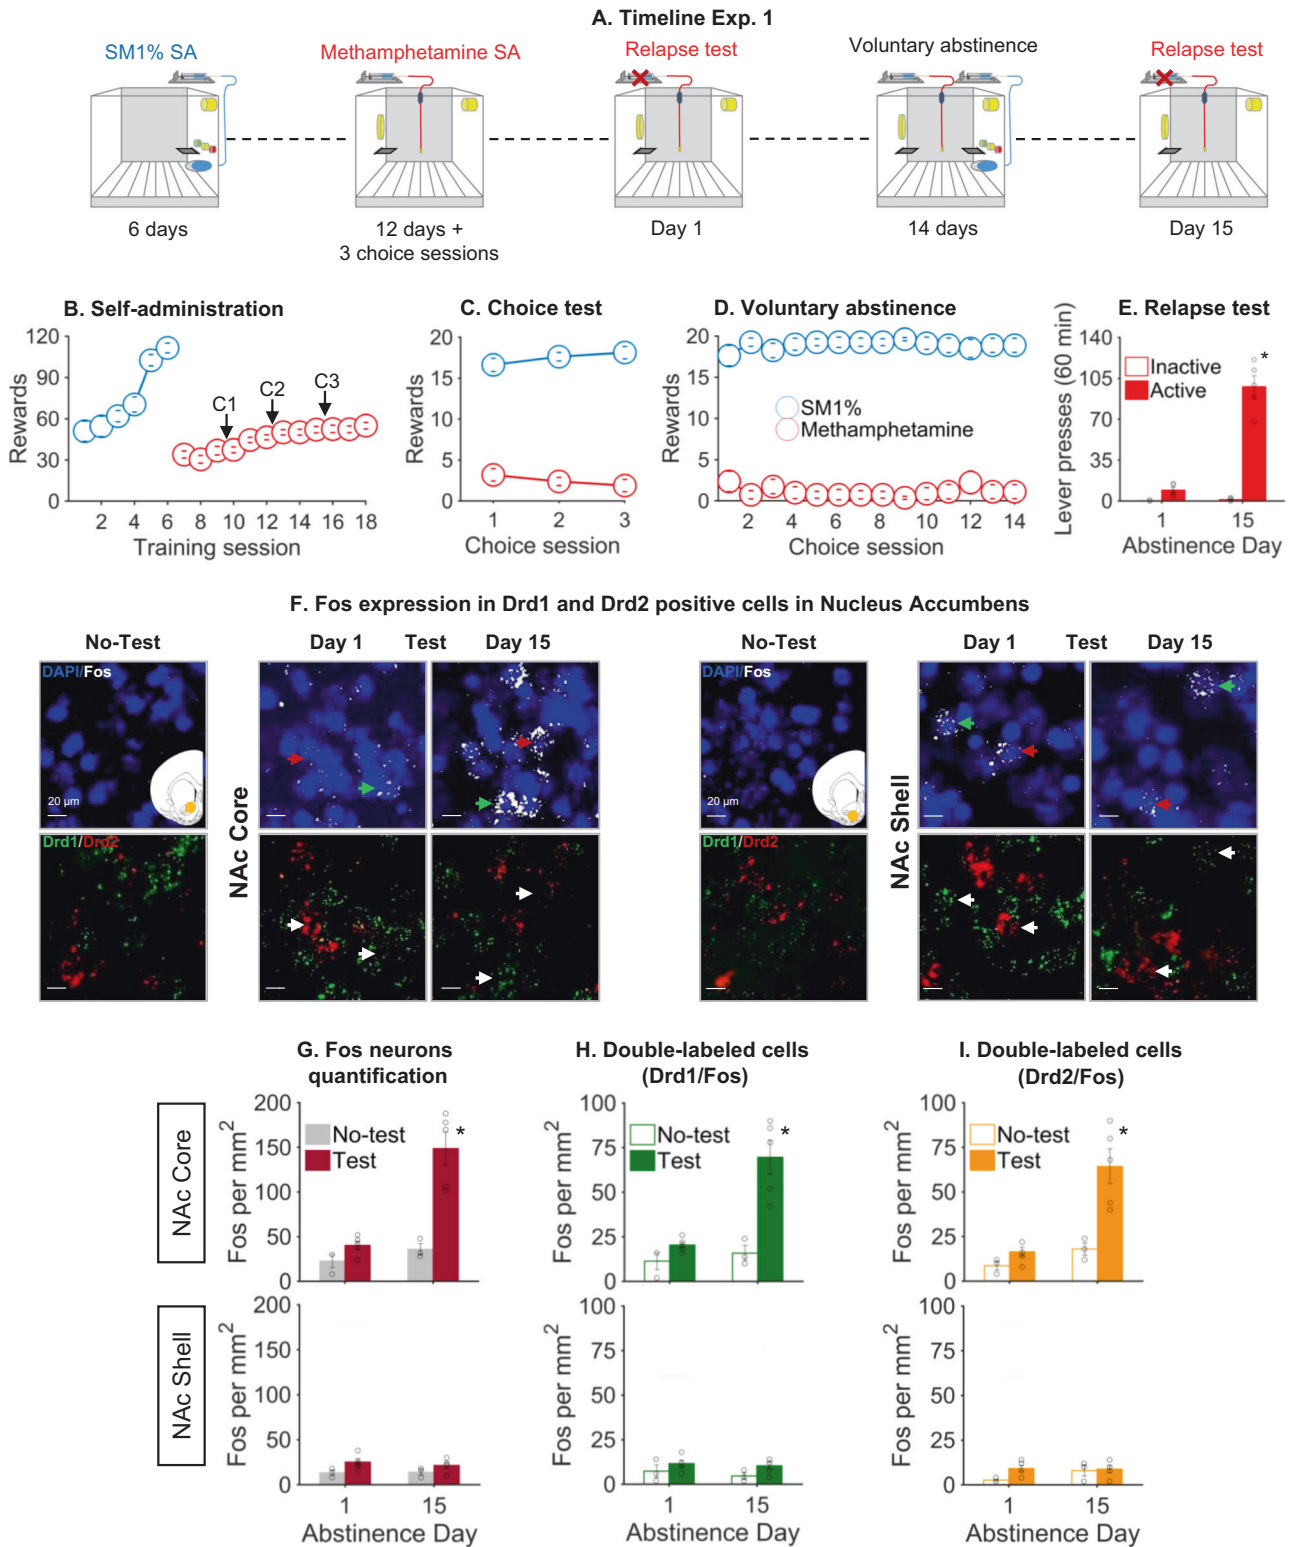 A. Timeline Exp. 1
SM1% SA
Methamphetamine SA
Relapse test
Voluntary abstinence
Relapse test
6 days
12 days +
3 choice sessions
Day 1
14 days
Day 15
B. Self-administration
C. Choice test
D. Voluntary abstinence
E. Relapse test
Rewards
120
90
60
30
0
C1
C2
C3
2 4 6 8 10 12 14 16 18
Training session
Rewards
20
15
10
5
0
1 2 3
Choice session
Rewards
20
15
10
5
0
SM1%
Methamphetamine
2 4 6 8 10 12 14
Choice session
Lever presses (60 min)
140
105
70
35
0
Inactive
Active
*
1 15
Abstinence Day
F. Fos expression in Drd1 and Drd2 positive cells in Nucleus Accumbens
No-Test
Day 1 Test Day 15
No-Test
Day 1 Test Day 15
DAPI/Fos
20 µm
Drd1/Drd2
NAc Core
DAPI/Fos
20 µm
Drd1/Drd2
NAc Shell
G. Fos neurons
quantification
H. Double-labeled cells
(Drd1/Fos)
I. Double-labeled cells
(Drd2/Fos)
NAc Core
Fos per mm2
200
150
100
50
0
No-test
Test
*
Fos per mm2
100
75
50
25
0
No-test
Test
*
Fos per mm2
100
75
50
25
0
No-test
Test
*
NAc Shell
Fos per mm2
200
150
100
50
0
1 15
Abstinence Day
Fos per mm2
100
75
50
25
0
1 15
Abstinence Day
Fos per mm2
100
75
50
25
0
1 15
Abstinence Day